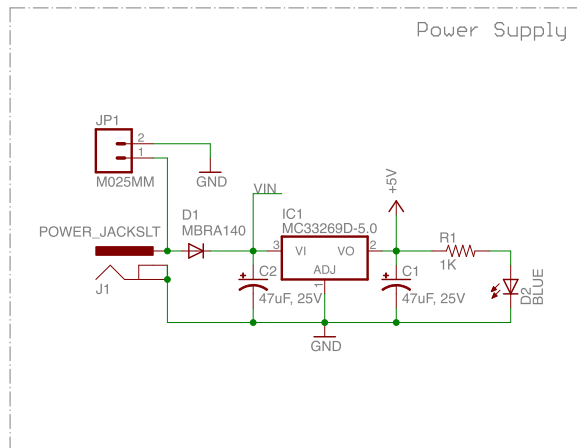 Power Supply
JP1
2
1
M025MM
GND
+5V
VIN
D1
MBRA140
IC1
MC33269D-5.0
POWER_JACKSLT
J1
3
VI
VO
2
ADJ
1
R1
1K
C2
47uF, 25V
C1
47uF, 25V
D2
BLUE
GND